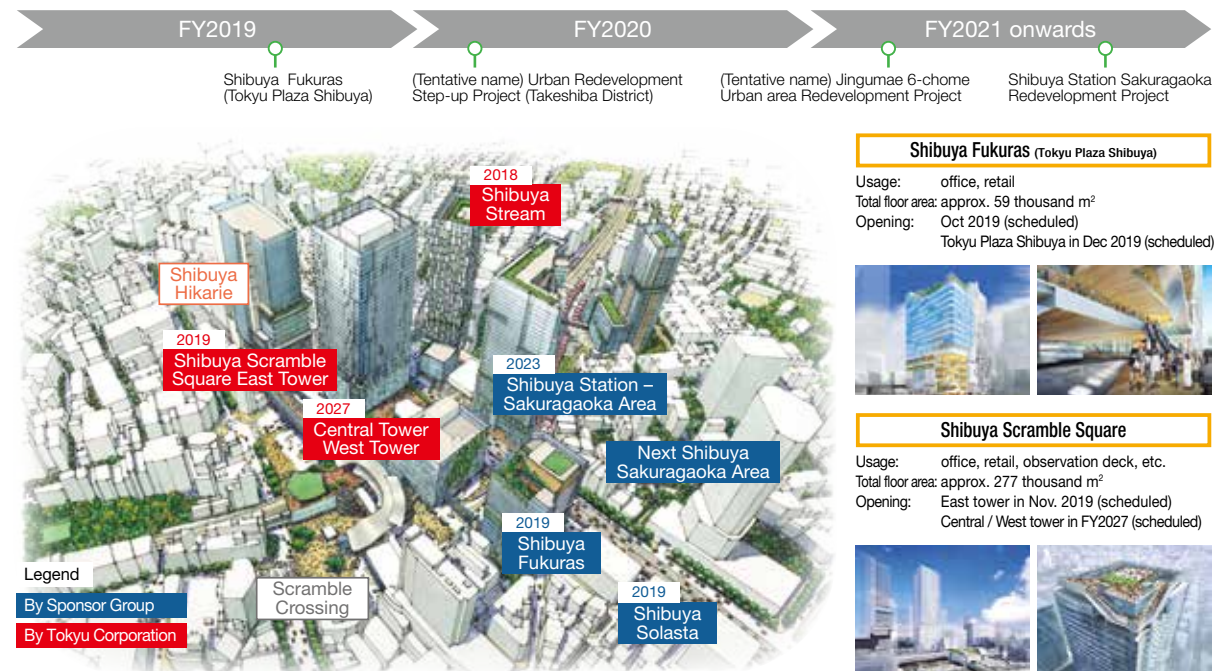 FY2019
FY2020
FY2021 onwards
Shibuya Fukuras
(Tokyu Plaza Shibuya)
(Tentative name) Urban Redevelopment
Step-up Project (Takeshiba District)
(Tentative name) Jingumae 6-chome
Urban area Redevelopment Project
Shibuya Station Sakuragaoka
Redevelopment Project
2018
Shibuya
Stream
Shibuya
Hikarie
2019
Shibuya Scramble
Square East Tower
2027
Central Tower
West Tower
2023
Shibuya Station –
Sakuragaoka Area
Next Shibuya
Sakuragaoka Area
2019
Shibuya
Fukuras
2019
Shibuya
Solasta
Scramble
Crossing
Legend
By Sponsor Group
By Tokyu Corporation
Shibuya Fukuras (Tokyu Plaza Shibuya)
Usage: office, retail
Total floor area: approx. 59 thousand m²
Opening: Oct 2019 (scheduled)
Tokyu Plaza Shibuya in Dec 2019 (scheduled)
Shibuya Scramble Square
Usage: office, retail, observation deck, etc.
Total floor area: approx. 277 thousand m²
Opening: East tower in Nov. 2019 (scheduled)
Central / West tower in FY2027 (scheduled)